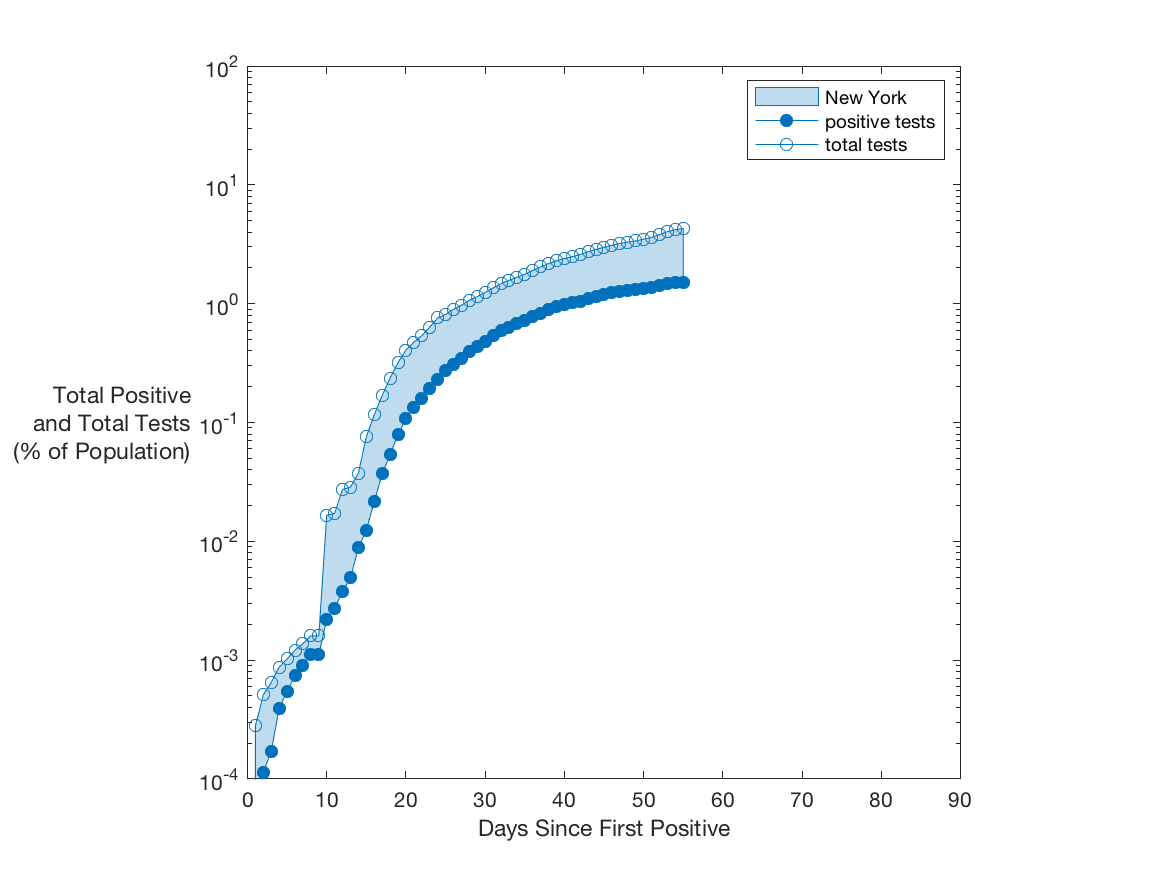 10^2
New York
positive tests
total tests
10^1
10^0
Total Positive
and Total Tests
(% of Population)
10^-1
10^-2
10^-3
10^-4
0 10 20 30 40 50 60 70 80 90
Days Since First Positive